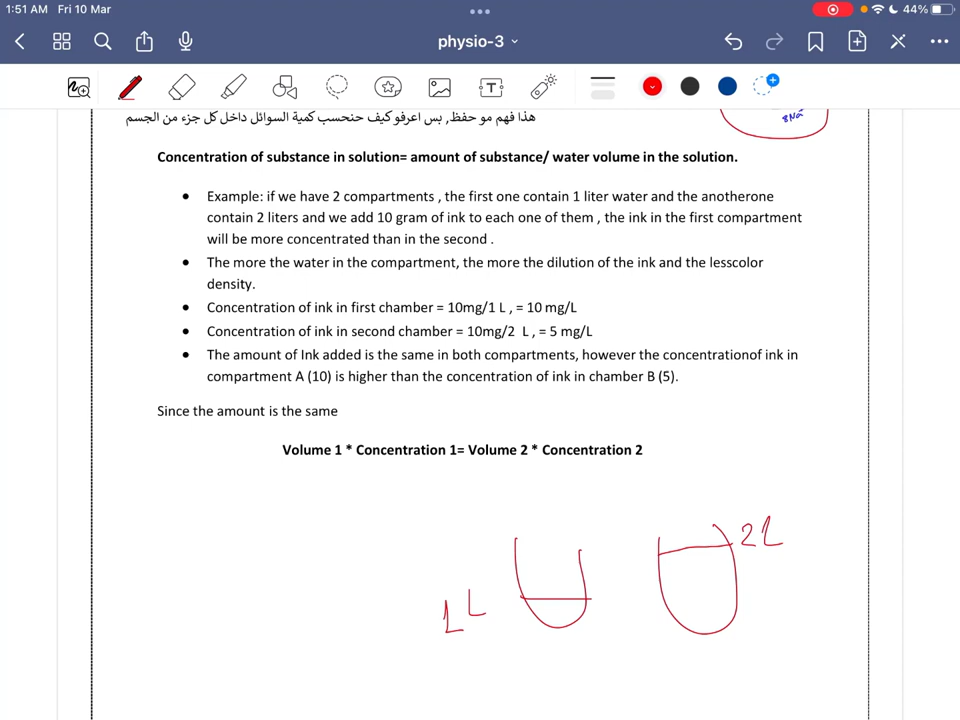 1:51 AM Fri 10 Mar
44%
physio-3
هذا فهم مو حفظ, بس اعرفو كيف حنحسب كمية السوائل داخل كل جزء من الجسم
8Na⁺
Concentration of substance in solution= amount of substance/ water volume in the solution.
• Example: if we have 2 compartments , the first one contain 1 liter water and the anotherone
contain 2 liters and we add 10 gram of ink to each one of them , the ink in the first compartment
will be more concentrated than in the second .
• The more the water in the compartment, the more the dilution of the ink and the lesscolor
density.
• Concentration of ink in first chamber = 10mg/1 L , = 10 mg/L
• Concentration of ink in second chamber = 10mg/2 L , = 5 mg/L
• The amount of Ink added is the same in both compartments, however the concentrationof ink in
compartment A (10) is higher than the concentration of ink in chamber B (5).
Since the amount is the same
Volume 1 * Concentration 1= Volume 2 * Concentration 2
2L
1L